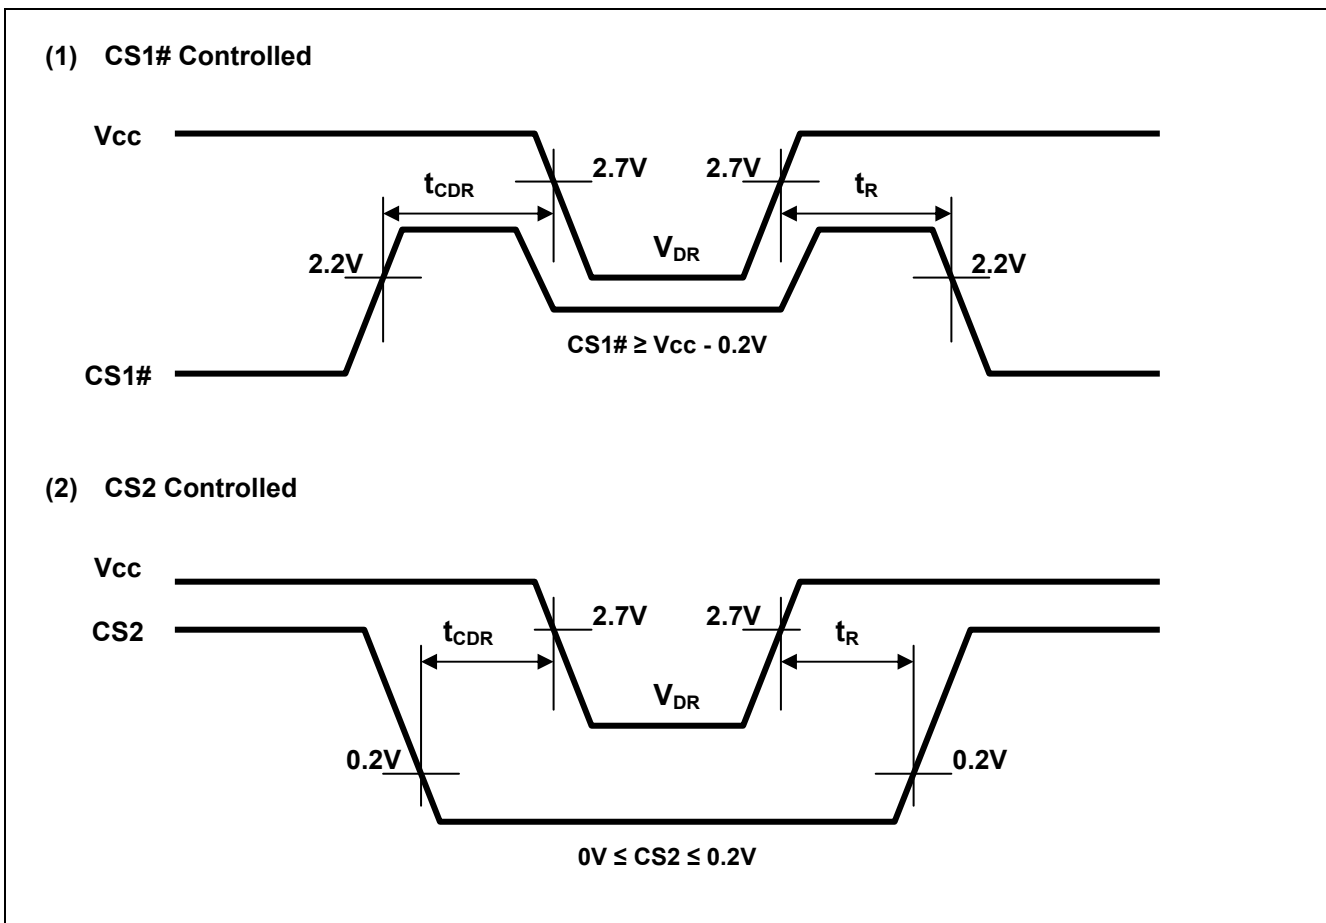 (1) CS1# Controlled
Vcc
2.7V 2.7V
tCDR tR
2.2V VDR 2.2V
CS1# ≥ Vcc - 0.2V
CS1#
(2) CS2 Controlled
Vcc
CS2 2.7V 2.7V
tCDR tR
VDR
0.2V 0.2V
0V ≤ CS2 ≤ 0.2V